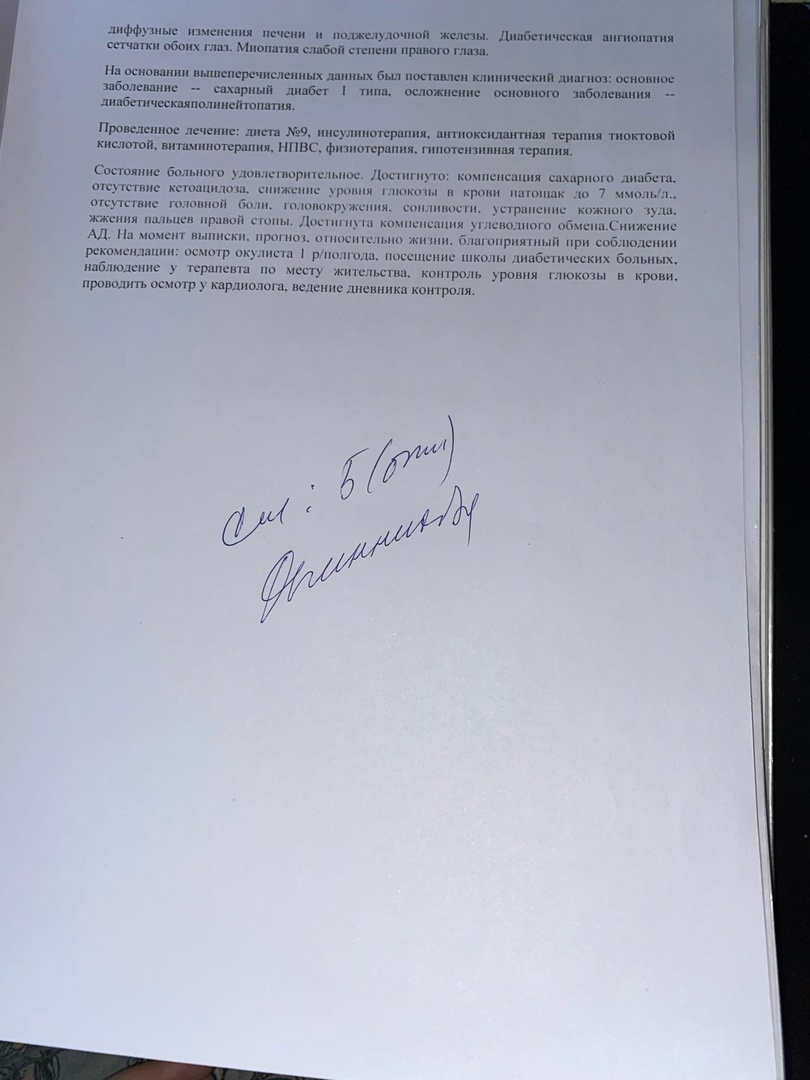 диффузные изменения печени и поджелудочной железы. Диабетическая ангиопатия
сетчатки обоих глаз. Миопатия слабой степени правого глаза.
На основании вышеперечисленных данных был поставлен клинический диагноз: основное
заболевание -- сахарный диабет 1 типа, осложнение основного заболевания --
диабетическаяполинейтопатия.
Проведенное лечение: диета №9, инсулинотерапия, антиоксидантная терапия тиоктовой
кислотой, витаминотерапия, НПВС, физиотерапия, гипотензивная терапия.
Состояние больного удовлетворительное. Достигнуто: компенсация сахарного диабета,
отсутствие кетоацидоза, снижение уровня глюкозы в крови натощак до 7 ммоль/л.,
отсутствие головной боли, головокружения, сонливости, устранение кожного зуда,
жжения пальцев правой стопы. Достигнута компенсация углеводного обмена.Снижение
АД. На момент выписки, прогноз, относительно жизни, благоприятный при соблюдении
рекомендации: осмотр окулиста 1 р/полгода, посещение школы диабетических больных,
наблюдение у терапевта по месту жительства, контроль уровня глюкозы в крови,
проводить осмотр у кардиолога, ведение дневника контроля.